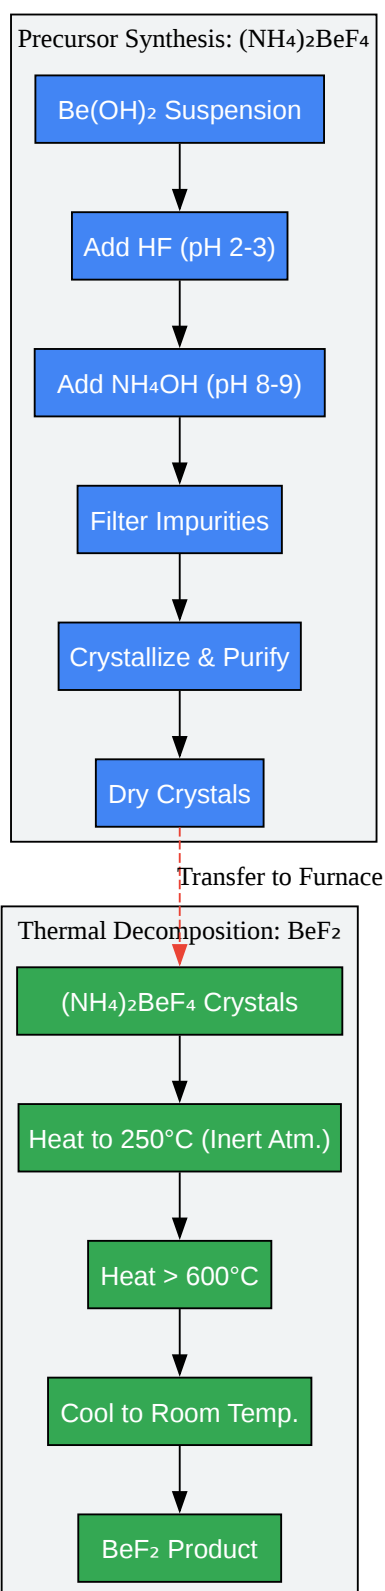 Precursor Synthesis: (NH₄)₂BeF₄
Be(OH)₂ Suspension
Add HF (pH 2-3)
Add NH₄OH (pH 8-9)
Filter Impurities
Crystallize & Purify
Dry Crystals
Transfer to Furnace
Thermal Decomposition: BeF₂
(NH₄)₂BeF₄ Crystals
Heat to 250°C (Inert Atm.)
Heat > 600°C
Cool to Room Temp.
BeF₂ Product